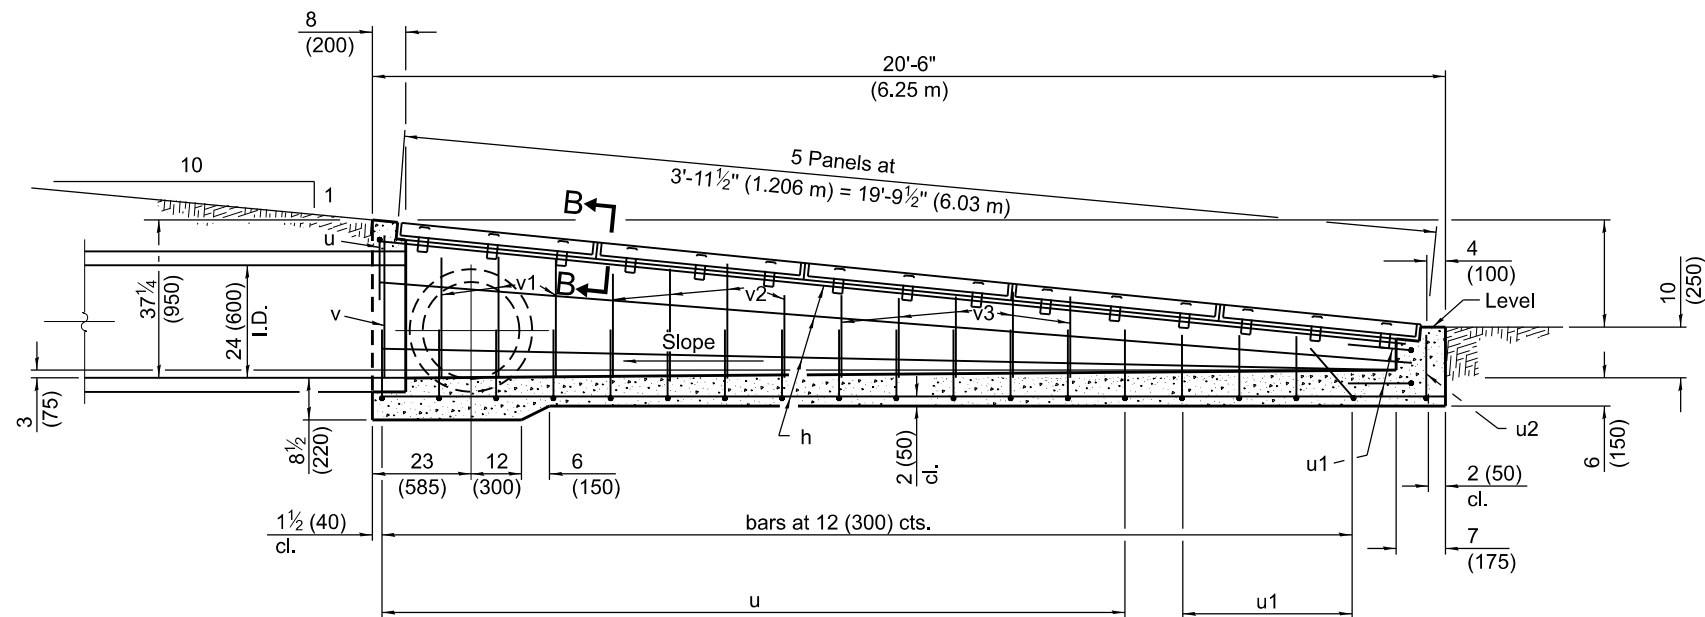 8
(200)
20'-6"
(6.25 m)
5 Panels at
3'-11½" (1.206 m) = 19'-9½" (6.03 m)
10
1
B
B
u
v
v1
v2
v3
4
(100)
Level
10
(250)
37¼
(950)
24 (600)
I.D.
Slope
3
(75)
8½
(220)
h
u1
u2
6
(150)
23
(585)
12
(300)
6
(150)
2 (50)
cl.
2 (50)
cl.
1½ (40)
cl.
bars at 12 (300) cts.
7
(175)
u
u1